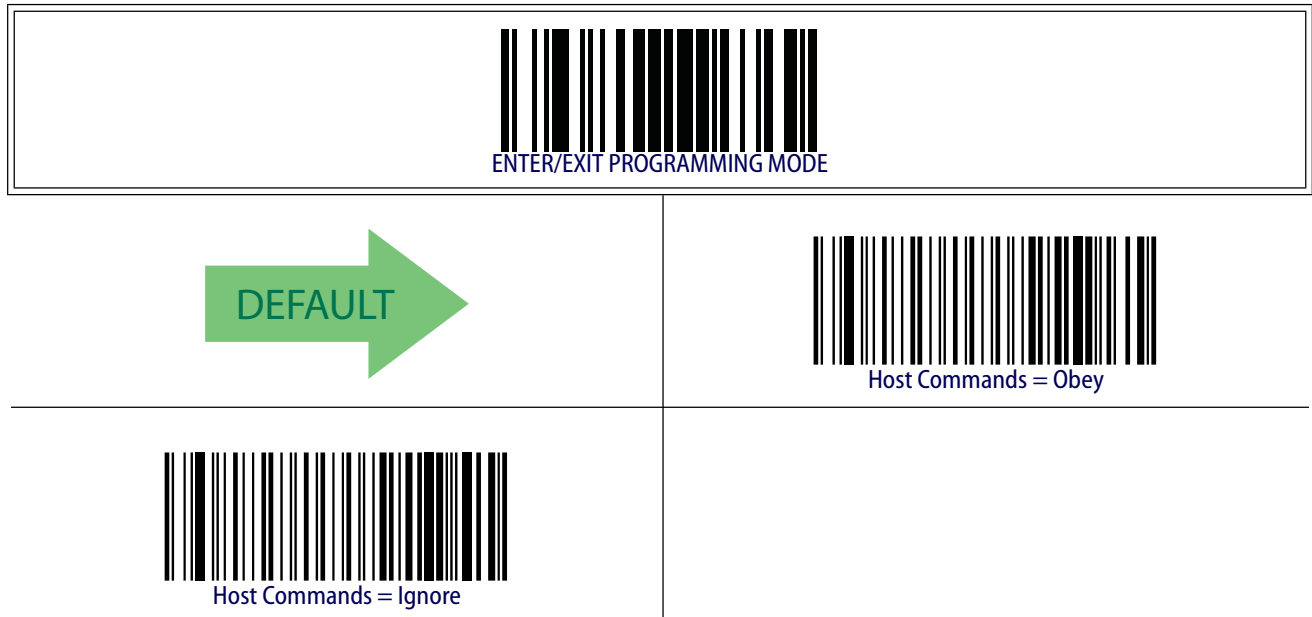 ENTER/EXIT PROGRAMMING MODE
DEFAULT
Host Commands = Obey
Host Commands = Ignore